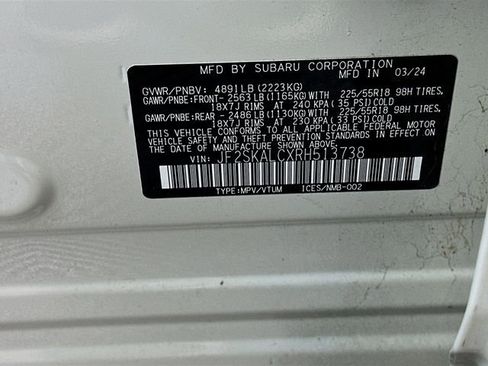 MFD BY SUBARU CORPORATION
MFD IN 03/24
GVWR/PNBV: 4891LB(2223KG)
GAWR/PNBE:FRONT- 2563LB(1165KG)WITH 225/55R18 98H TIRES.
18X7J RIMS AT 240 KPA(35 PSI)COLD
GAWR/PNBE:REAR - 2486LB(1130KG)WITH 225/55R18 98H TIRES.
18X7J RIMS AT 230 KPA(33 PSI)COLD
THIS VEHICLE CONFORMS TO ALL APPLICABLE FEDERAL MOTOR
VEHICLE SAFETY AND THEFT PREVENTION STANDARDS IN EFFECT ON
THE DATE OF MANUFACTURE SHOWN ABOVE.
VIN: JF2SKALCXRH513738
TYPE:MPV/VTUM ICES/NMB-002